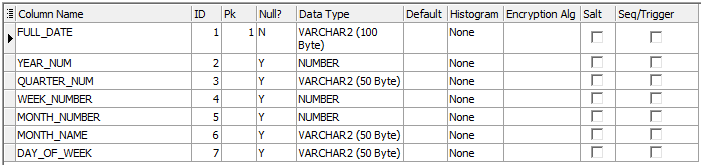 Column Name ID Pk Null? Data Type Default Histogram Encryption Alg Salt Seq/Trigger
FULL_DATE 1 1 N VARCHAR2 (100 Byte) None
YEAR_NUM 2 Y NUMBER None
QUARTER_NUM 3 Y VARCHAR2 (50 Byte) None
WEEK_NUMBER 4 Y NUMBER None
MONTH_NUMBER 5 Y NUMBER None
MONTH_NAME 6 Y VARCHAR2 (50 Byte) None
DAY_OF_WEEK 7 Y VARCHAR2 (50 Byte) None